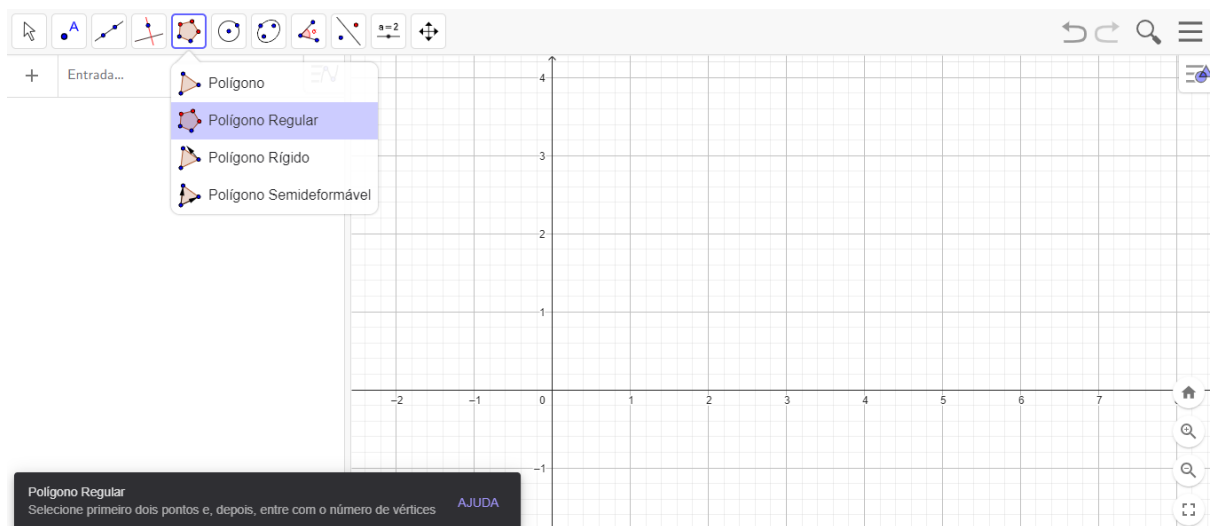 A
a=2
+ Entrada...
Polígono
Polígono Regular
Polígono Rígido
Polígono Semideformável
4
3
2
1
–2 –1 0 1 2 3 4 5 6 7
–1
Polígono Regular
Selecione primeiro dois pontos e, depois, entre com o número de vértices
AJUDA